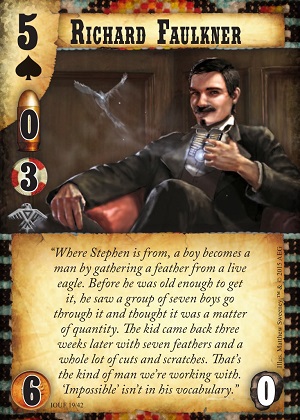 5
RICHARD FAULKNER
0
3
"Where Stephen is from, a boy becomes a
man by gathering a feather from a live
eagle. Before he was old enough to get
it, he saw a group of seven boys go
through it and thought it was a matter
of quantity. The kid came back three
weeks later with seven feathers and a
whole lot of cuts and scratches. That's
the kind of man we're working with.
'Impossible' isn't in his vocabulary."
6
JOUF 19/42
0